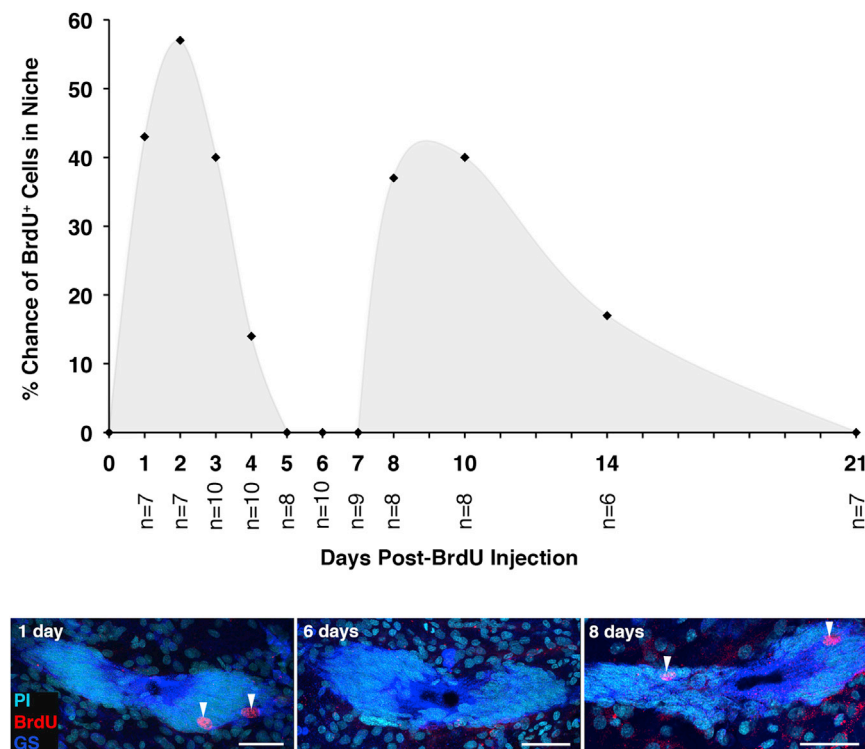 60
50
40
30
20
10
0
% Chance of BrdU⁺ Cells in Niche
0 1 2 3 4 5 6 7 8 10 14 21
n=7 n=7 n=10 n=10 n=8 n=10 n=9 n=8 n=8 n=6 n=7
Days Post-BrdU Injection
1 day 6 days 8 days
PI
BrdU
GS